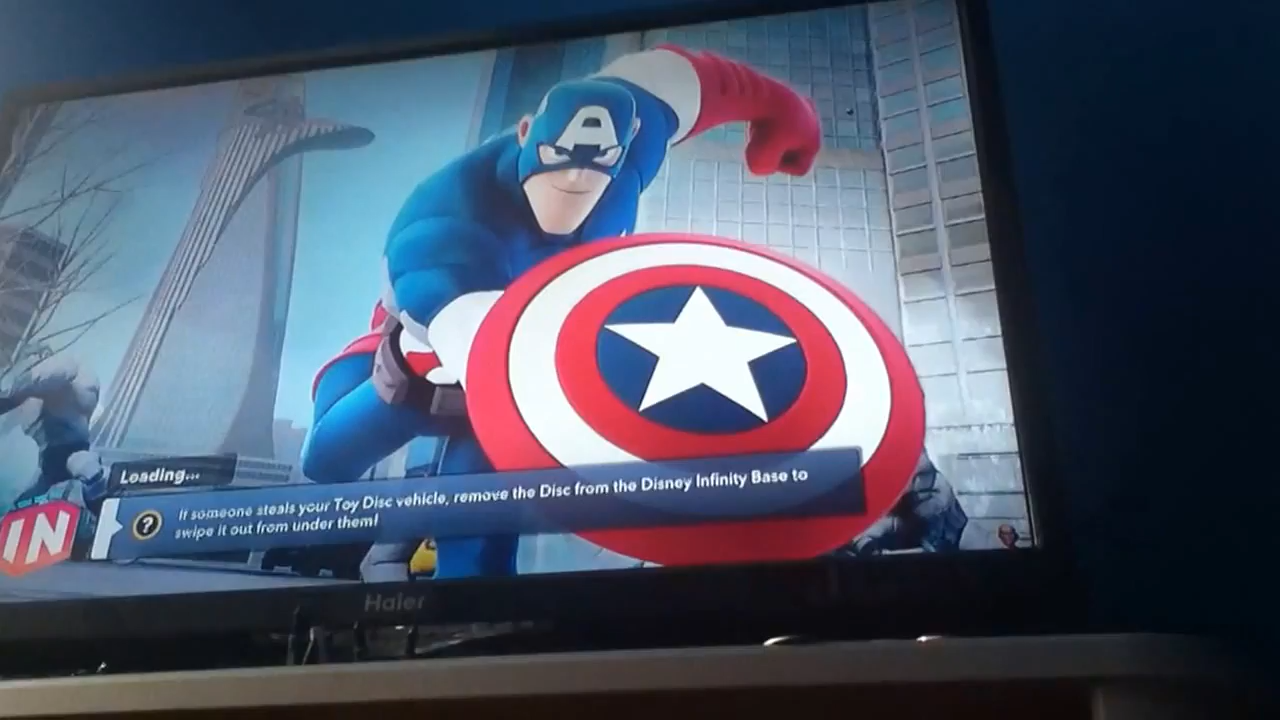 A
Loading...
If someone steals your Toy Disc vehicle, remove the Disc from the Disney Infinity Base to
swipe it out from under them!
?
IN
Haier